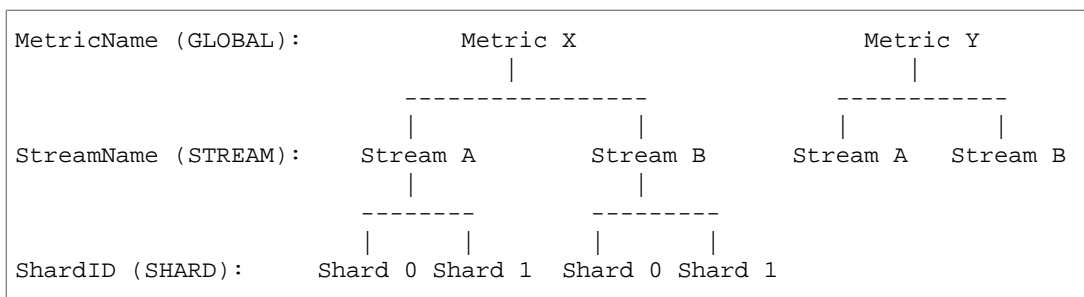 MetricName (GLOBAL):             Metric X                    Metric Y
                                    |                           |
                            -----------------             ------------
                            |               |             |          |
StreamName (STREAM):     Stream A        Stream B      Stream A   Stream B
                            |               |
                         --------        ---------
                         |      |        |       |
ShardID (SHARD):      Shard 0 Shard 1  Shard 0 Shard 1